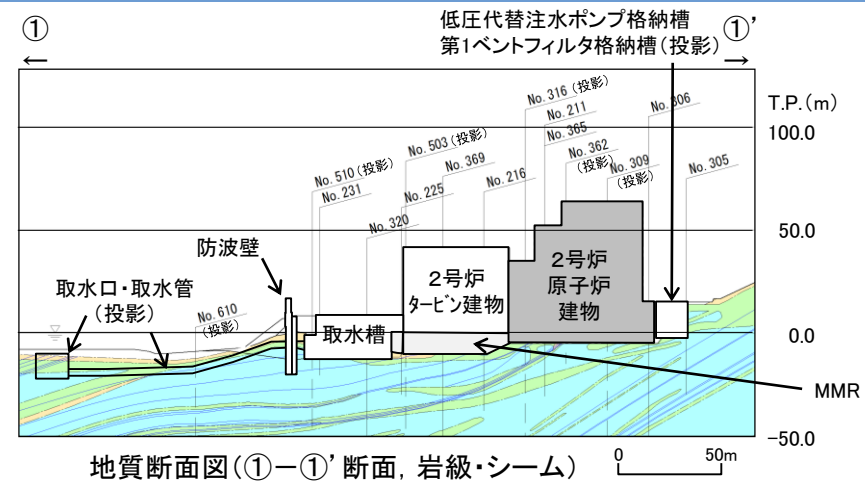 低圧代替注水ポンプ格納槽
第1ベントフィルタ格納槽(投影)
①
①’
←
→
T.P.(m)
100.0
50.0
0.0
-50.0
No.316(投影)
No.211
No.365
No.362
(投影)
No.306
No.309
(投影)
No.305
No.503(投影)
No.369
No.216
No.510(投影)
No.231
No.225
No.320
防波壁
取水口・取水管
(投影)
No.610
(投影)
取水槽
2号炉
タービン建物
2号炉
原子炉
建物
MMR
地質断面図(①-①’断面,岩級・シーム)
0
50m